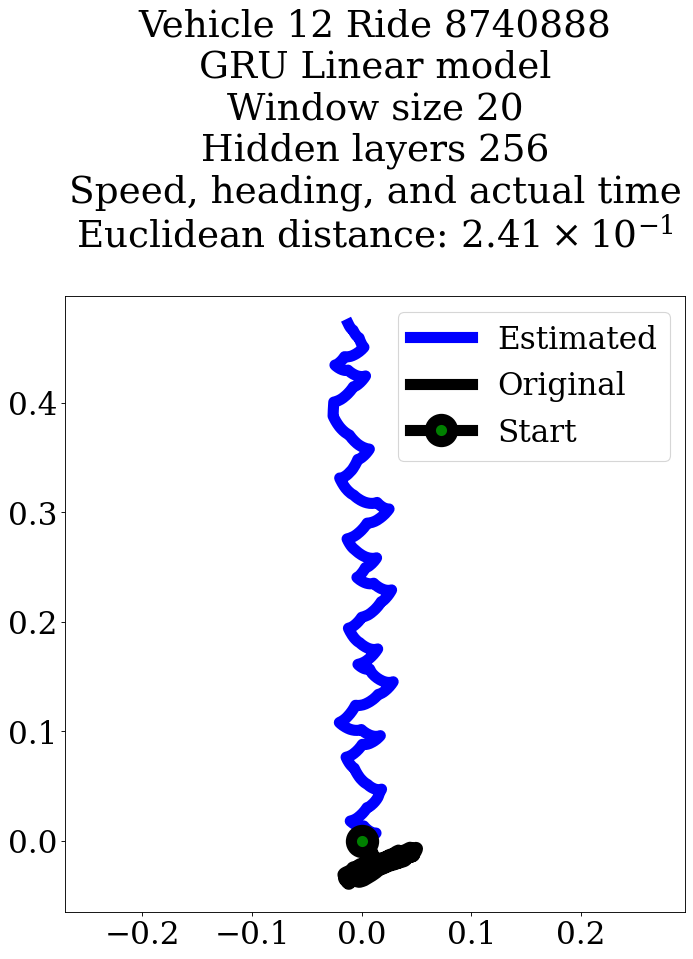 Vehicle 12 Ride 8740888
GRU Linear model
Window size 20
Hidden layers 256
Speed, heading, and actual time
Euclidean distance: 2.41 × 10⁻¹
Estimated
Original
Start
0.4
0.3
0.2
0.1
0.0
−0.2
−0.1
0.0
0.1
0.2